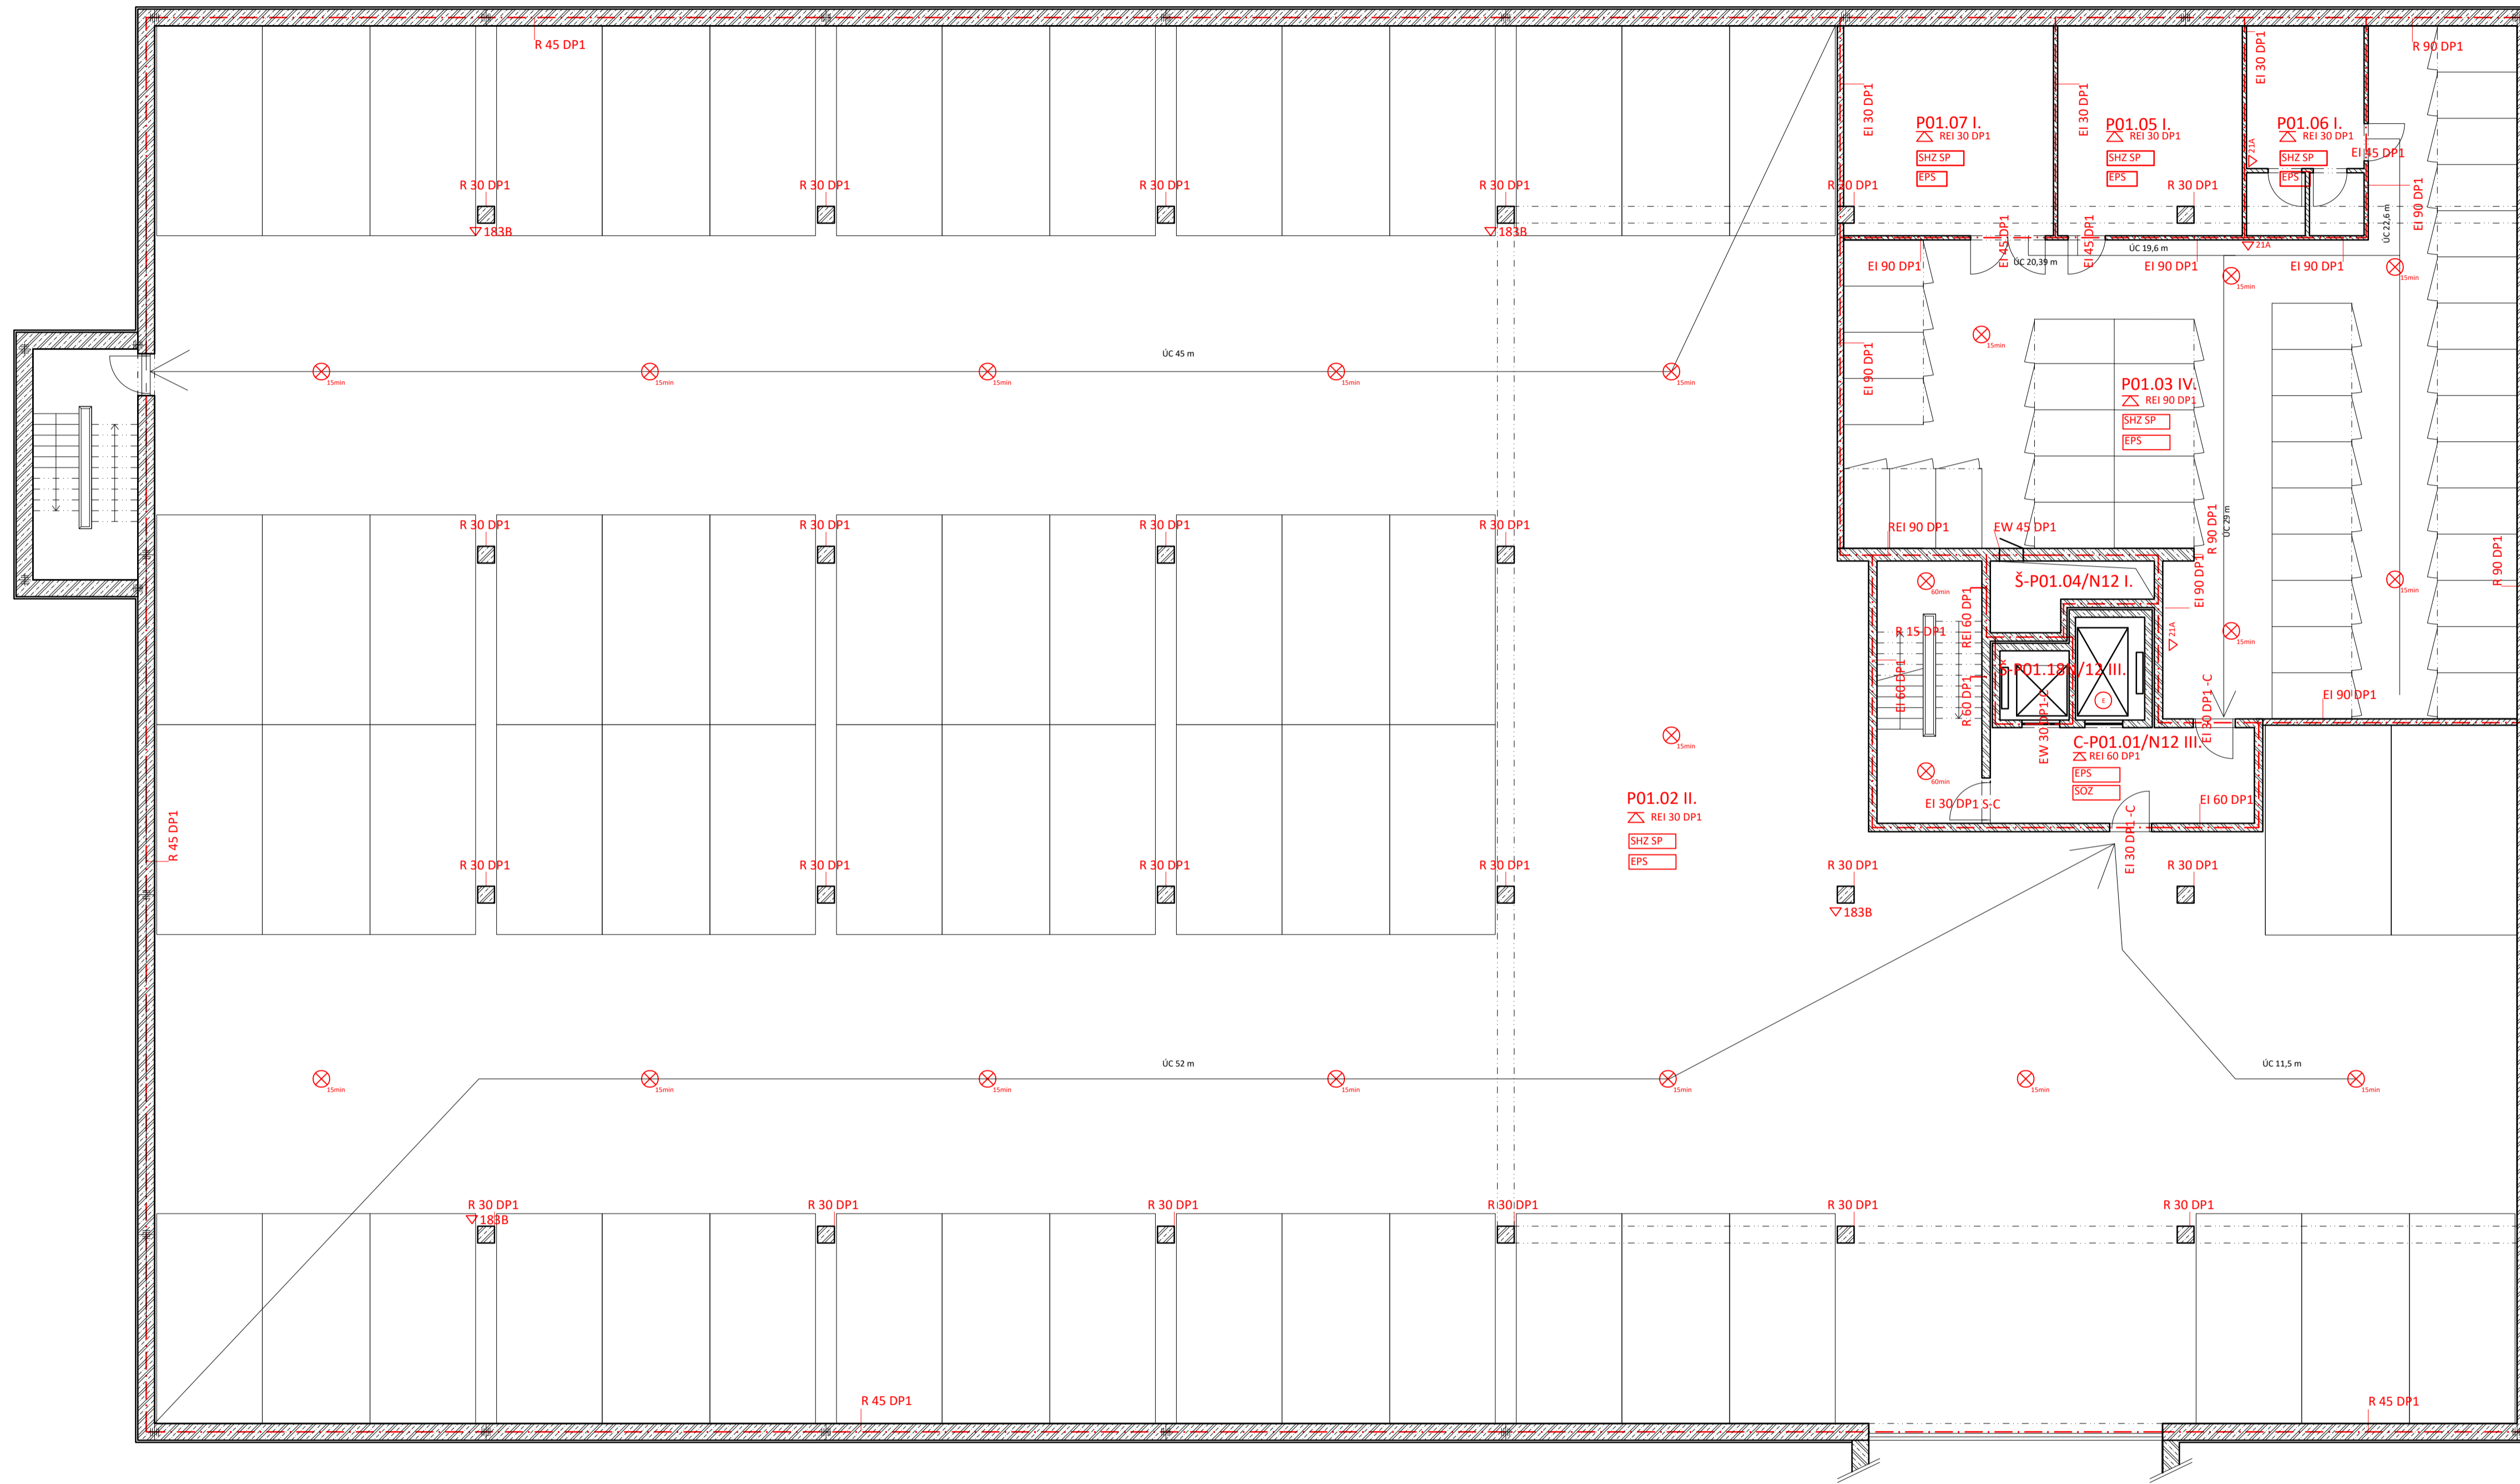 R 45 DP1
R 90 DP1
EI 30 DP1
EI 30 DP1
EI 30 DP1
P01.07 I.
REI 30 DP1
SHZ SP
EPS
P01.05 I.
REI 30 DP1
SHZ SP
EPS
P01.06 I.
REI 30 DP1
SHZ SP
EPS
21A
EI 45 DP1
EI 90 DP1
R 30 DP1
R 30 DP1
R 30 DP1
R 30 DP1
R 30 DP1
R 30 DP1
183B
183B
EI 45 DP1
EI 45 DP1
21A
ÚC 22,6 m
ÚC 19,6 m
ÚC 20,39 m
EI 90 DP1
EI 90 DP1
EI 90 DP1
15min
15min
15min
EI 90 DP1
ÚC 45 m
15min
15min
15min
15min
15min
P01.03 IV.
REI 90 DP1
SHZ SP
EPS
R 30 DP1
R 30 DP1
R 30 DP1
R 30 DP1
REI 90 DP1
EW 45 DP1
R 90 DP1
ÚC 29 m
R 90 DP1
Š-P01.04/N12 I.
EI 90 DP1
60min
15min
REI 60 DP1
R 15 DP1
21A
15min
Š-P01.18N/12 III.
EI 60 DP1
R 60 DP1
E
EW 30 DP1-C
EI 30 DP1 -C
EI 90 DP1
15min
C-P01.01/N12 III.
REI 60 DP1
EPS
SOZ
60min
EI 30 DP1 S-C
EI 60 DP1
EI 30 DP1 -C
P01.02 II.
REI 30 DP1
SHZ SP
EPS
R 45 DP1
R 30 DP1
R 30 DP1
R 30 DP1
R 30 DP1
R 30 DP1
R 30 DP1
183B
ÚC 52 m
ÚC 11,5 m
15min
15min
15min
15min
15min
15min
15min
R 30 DP1
R 30 DP1
R 30 DP1
R 30 DP1
R 30 DP1
R 30 DP1
183B
R 45 DP1
R 45 DP1